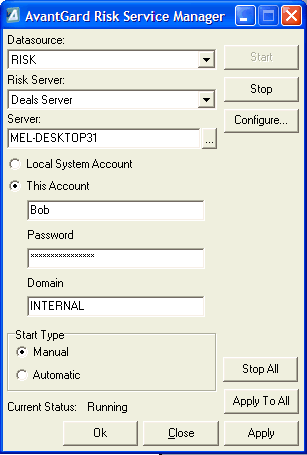 AvantGard Risk Service Manager
Datasource:
RISK
Start
Risk Server:
Stop
Deals Server
Server:
Configure...
MEL-DESKTOP31
...
Local System Account
This Account
Bob
Password
***************
Domain
INTERNAL
Start Type
Manual
Automatic
Stop All
Apply To All
Current Status: Running
Ok Close Apply